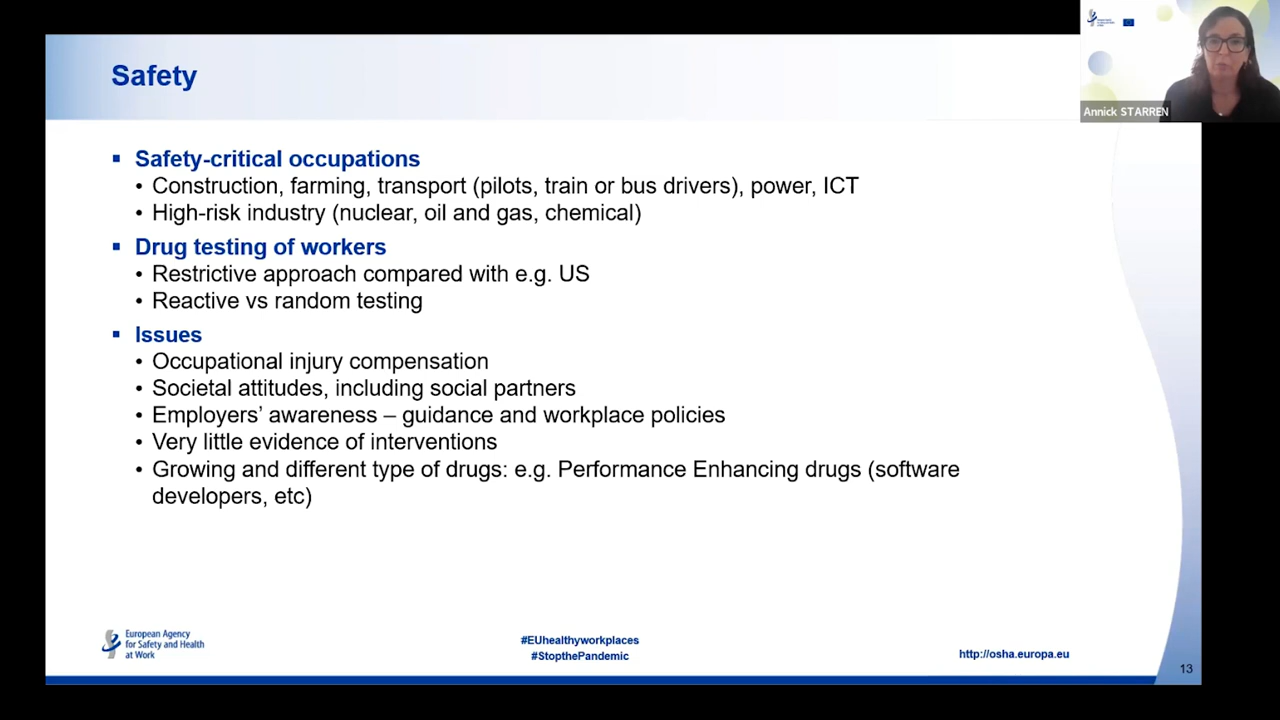 Safety
Annick STARREN
▪ Safety-critical occupations
• Construction, farming, transport (pilots, train or bus drivers), power, ICT
• High-risk industry (nuclear, oil and gas, chemical)
▪ Drug testing of workers
• Restrictive approach compared with e.g. US
• Reactive vs random testing
▪ Issues
• Occupational injury compensation
• Societal attitudes, including social partners
• Employers’ awareness – guidance and workplace policies
• Very little evidence of interventions
• Growing and different type of drugs: e.g. Performance Enhancing drugs (software
developers, etc)
European Agency
for Safety and Health
at Work
#EUhealthyworkplaces
#StopthePandemic
http://osha.europa.eu
13